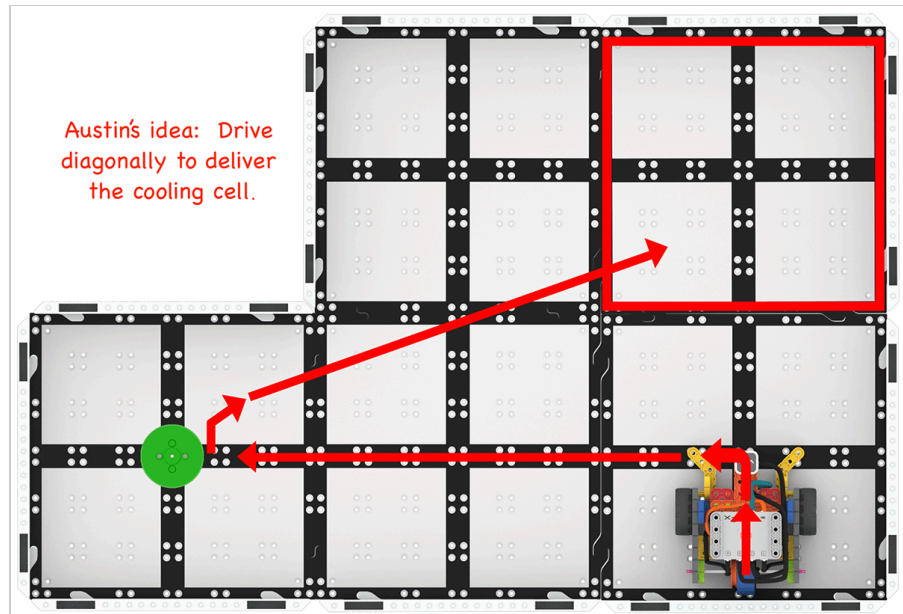 Austin's idea:  Drive
diagonally to deliver
the cooling cell.